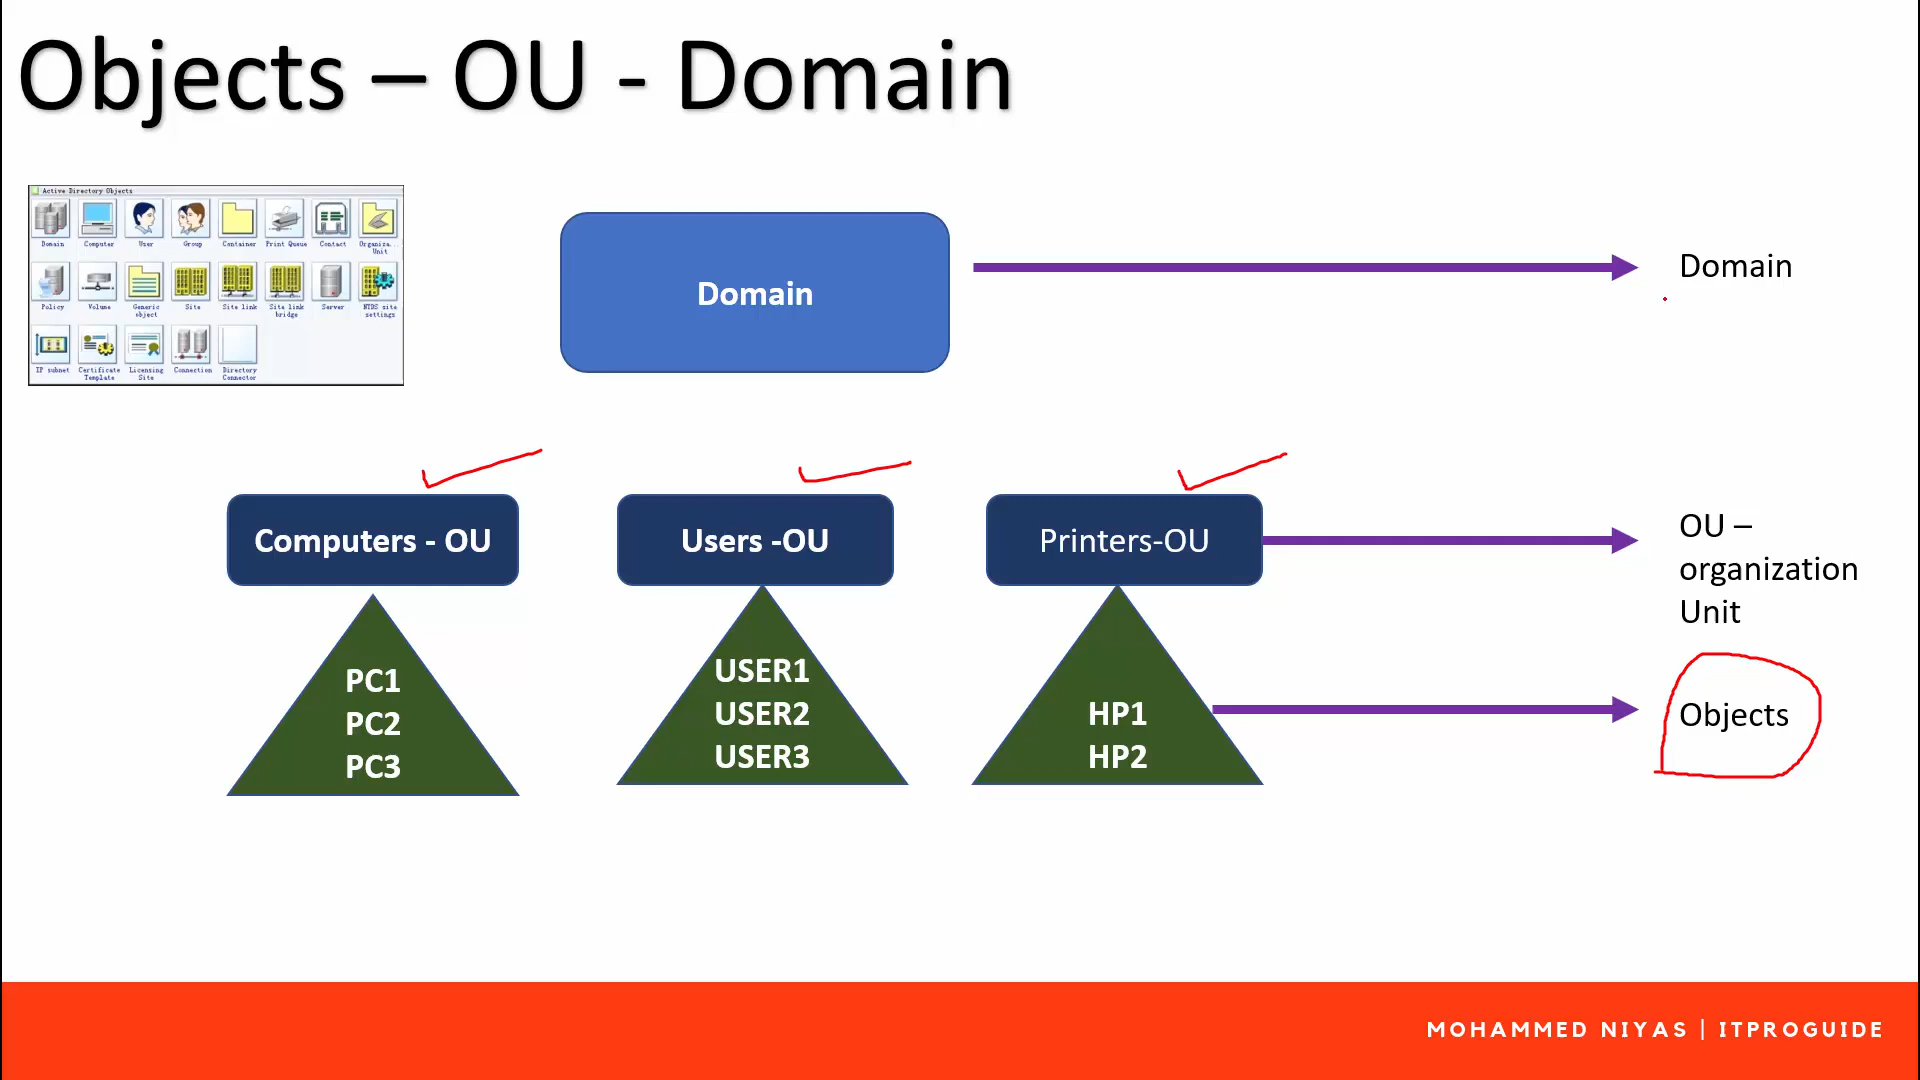 Objects – OU - Domain
Active Directory Objects
Domain Computer User Group Container Print Queue Contact Organiza... Unit
Policy Volume Generic object Site Site link Site link bridge Server NTDS site settings
IP subnet Certificate Template Licensing Site Connection Directory Connector
Domain
Domain
Computers - OU
Users -OU
Printers-OU
OU –
organization
Unit
PC1
PC2
PC3
USER1
USER2
USER3
HP1
HP2
Objects
MOHAMMED NIYAS | ITPROGUIDE